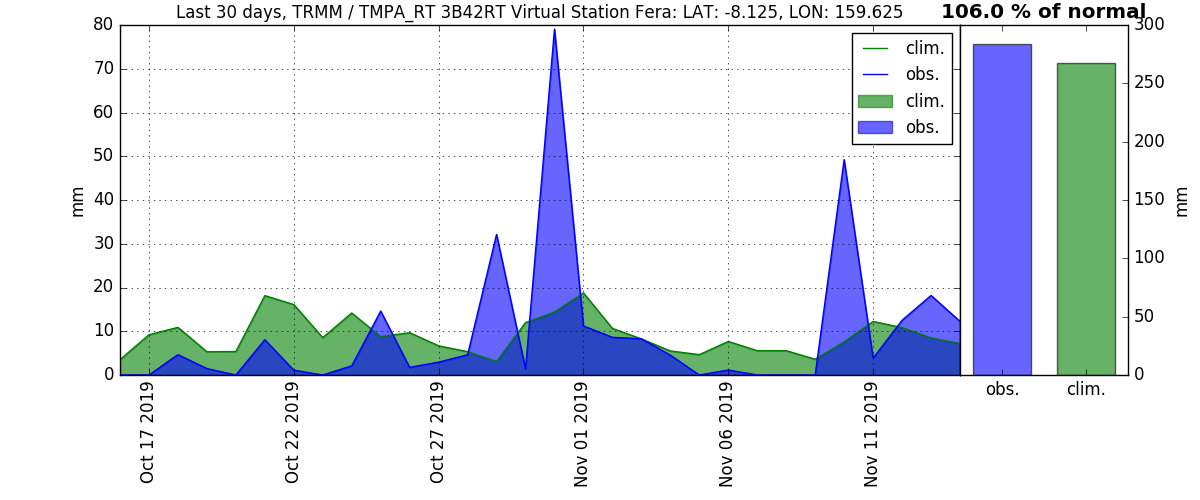 Last 30 days, TRMM / TMPA_RT 3B42RT Virtual Station Fera: LAT: -8.125, LON: 159.625
106.0 % of normal
80
70
60
50
40
30
20
10
0
mm
clim.
obs.
clim.
obs.
Oct 17 2019
Oct 22 2019
Oct 27 2019
Nov 01 2019
Nov 06 2019
Nov 11 2019
300
250
200
150
100
50
0
mm
obs.
clim.